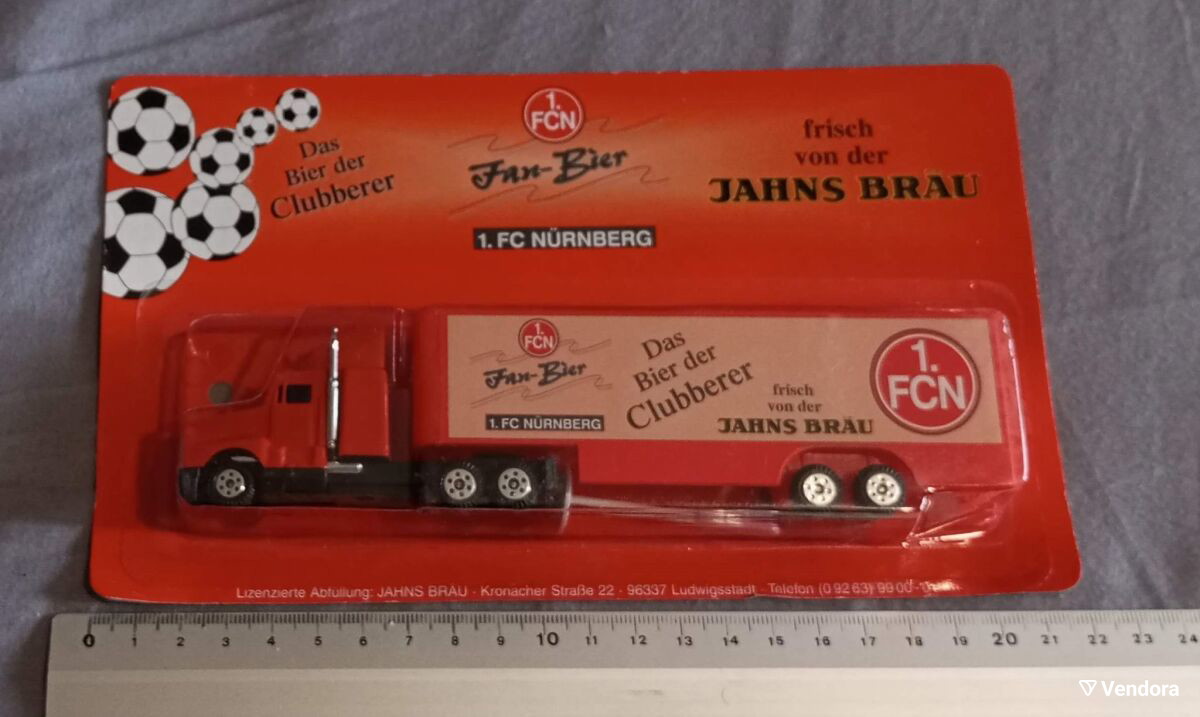 Das
Bier der
Clubberer
1.
FCN
Fan-Bier
1. FC NÜRNBERG
frisch
von der
JAHNS BRÄU
1.
FCN
Fan-Bier
1. FC NÜRNBERG
Das
Bier der
Clubberer
frisch
von der
JAHNS BRÄU
1.
FCN
Lizenzierte Abfüllung: JAHNS BRÄU · Kronacher Straße 22 · 96337 Ludwigsstadt · Telefon (0 92 63) 99 00-
0 1 2 3 4 5 6 7 8 9 10 11 12 13 14 15 16 17 18 19 20 21 22 23 24
Vendora